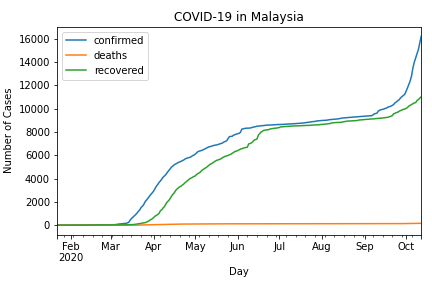 COVID-19 in Malaysia
confirmed
deaths
recovered
Number of Cases
16000
14000
12000
10000
8000
6000
4000
2000
0
Feb Mar Apr May Jun Jul Aug Sep Oct
2020
Day